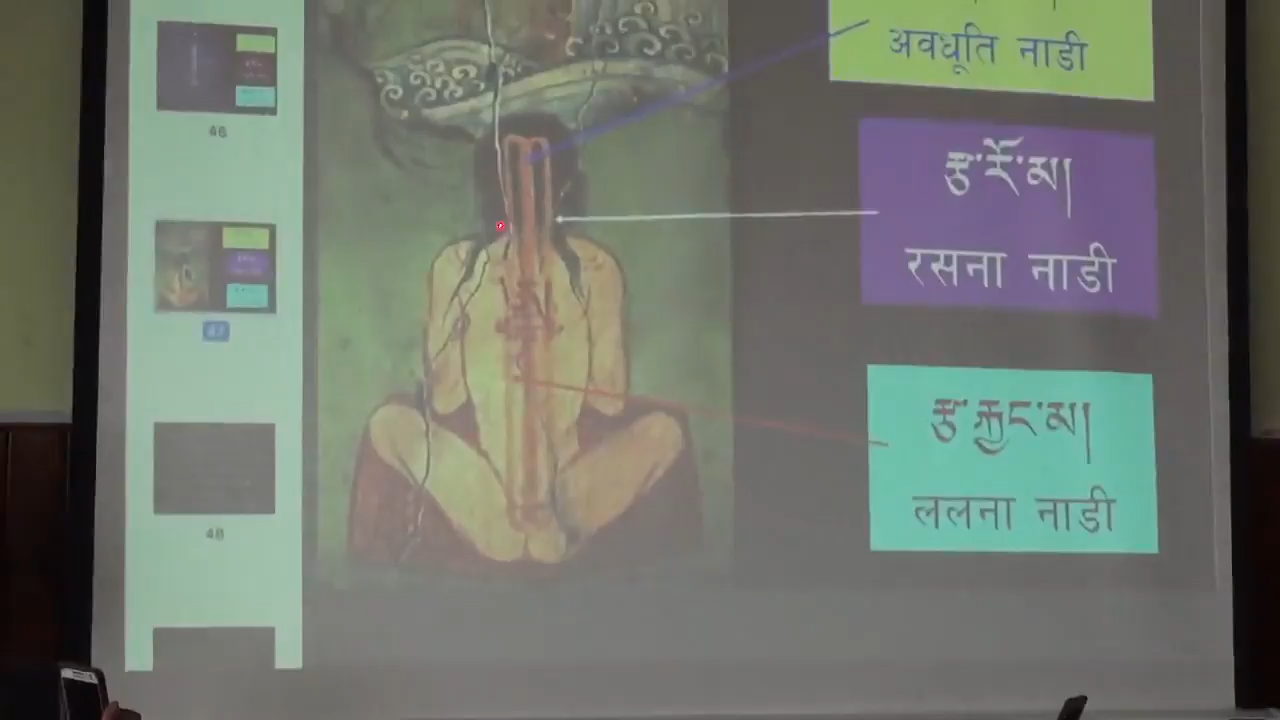 46
47
48
अवधूति नाडी
རྩ་རོ་མ།
रसना नाडी
རྩ་རྐྱང་མ།
ललना नाडी